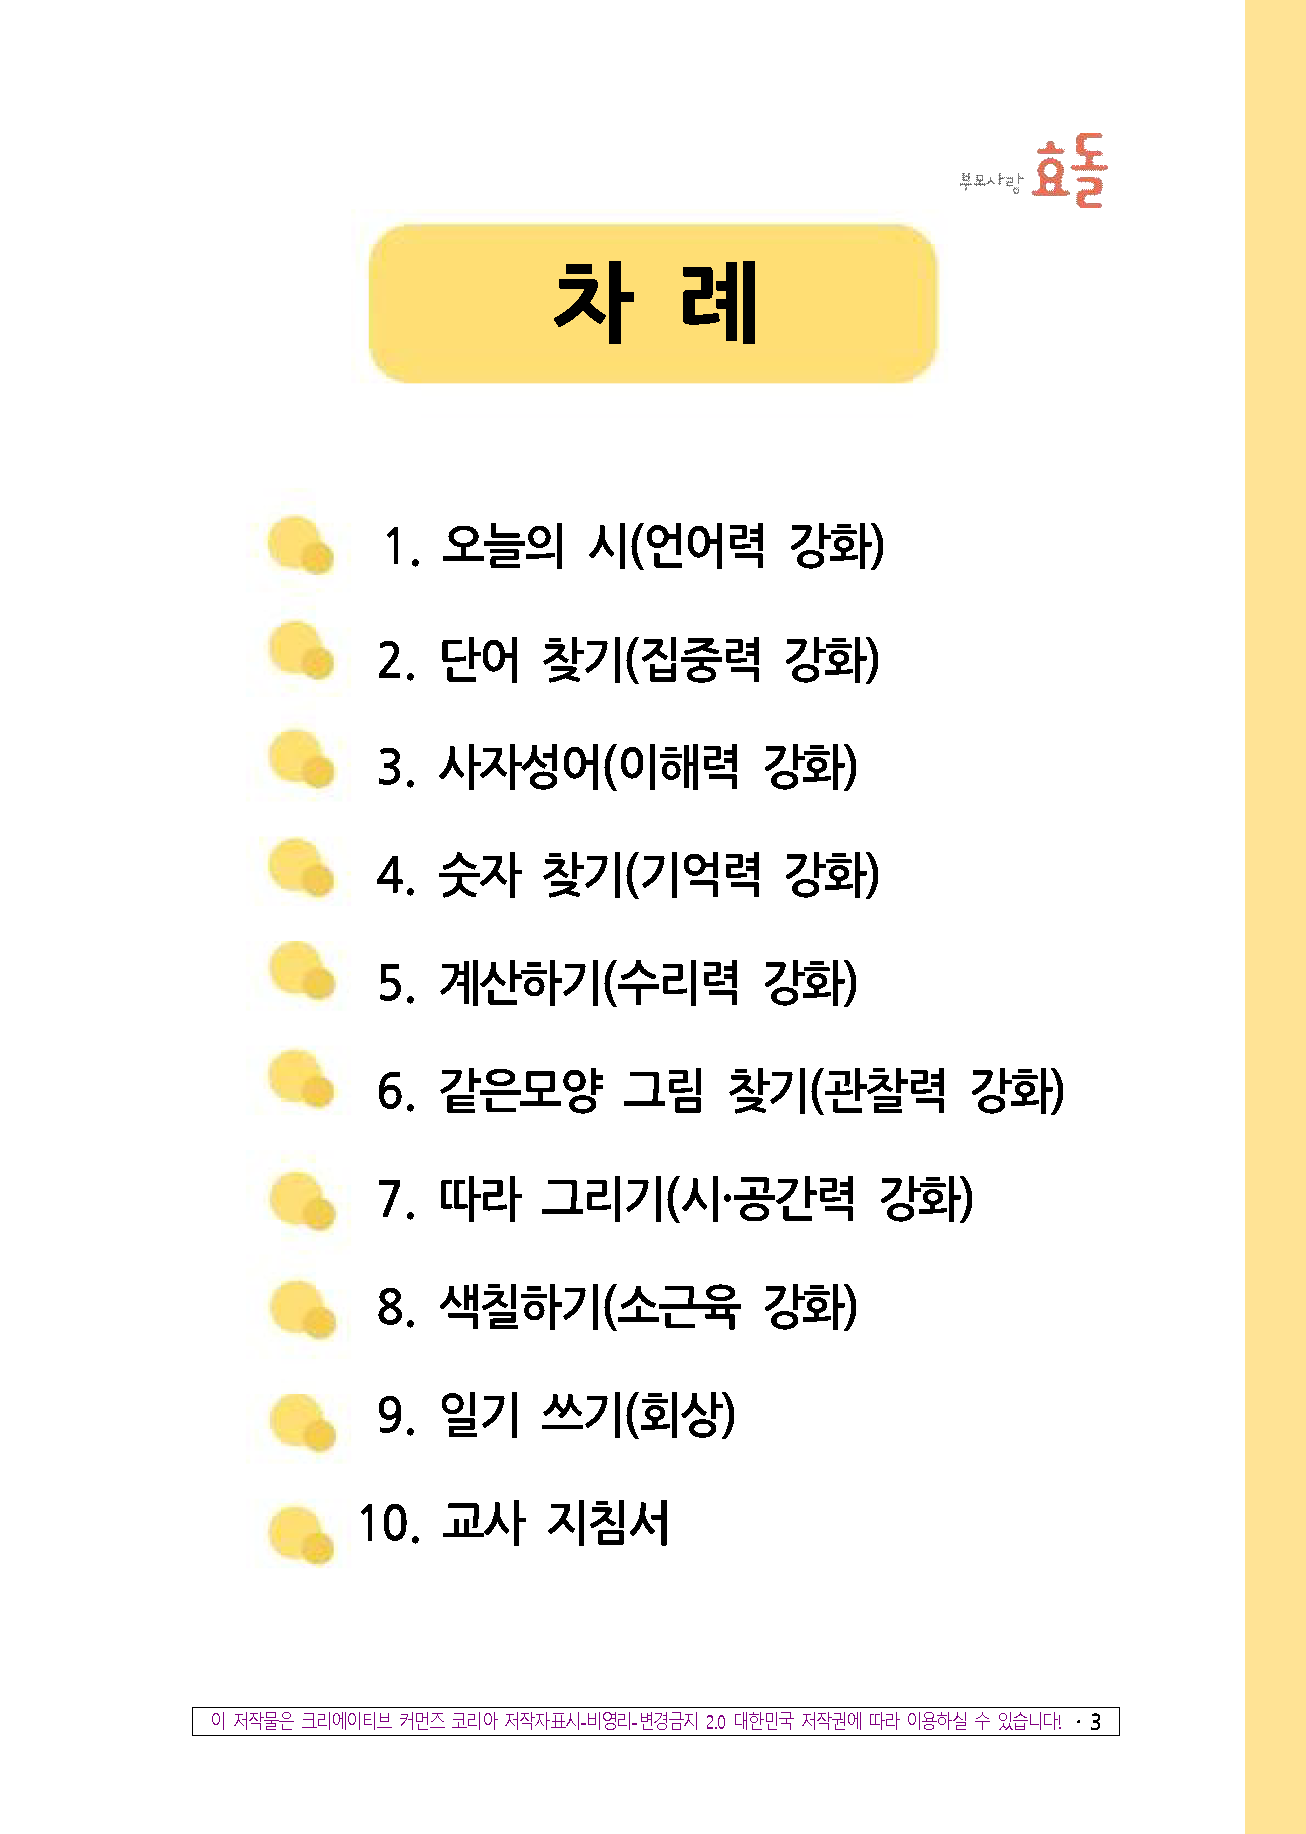 부모사랑 효돌
차 례
1. 오늘의 시(언어력 강화)
2. 단어 찾기(집중력 강화)
3. 사자성어(이해력 강화)
4. 숫자 찾기(기억력 강화)
5. 계산하기(수리력 강화)
6. 같은모양 그림 찾기(관찰력 강화)
7. 따라 그리기(시·공간력 강화)
8. 색칠하기(소근육 강화)
9. 일기 쓰기(회상)
10. 교사 지침서
이 저작물은 크리에이티브 커먼즈 코리아 저작자표시-비영리-변경금지 2.0 대한민국 저작권에 따라 이용하실 수 있습니다! · 3